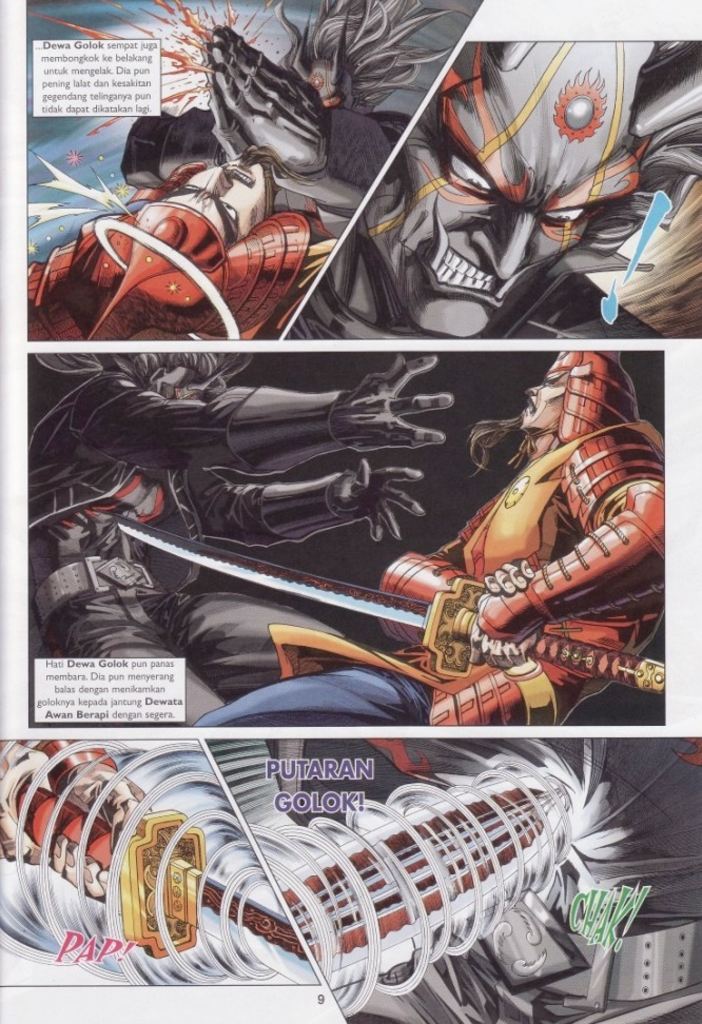 ...Dewa Golok sempat juga
membongkok ke belakang
untuk mengelak. Dia pun
pening lalat dan kesakitan
gegendang telinganya pun
tidak dapat dikatakan lagi.
!
Hati Dewa Golok pun panas
membara. Dia pun menyerang
balas dengan menikamkan
goloknya kepada jantung Dewata
Awan Berapi dengan segera.
PUTARAN
GOLOK!
PAP!
CHAK!
9